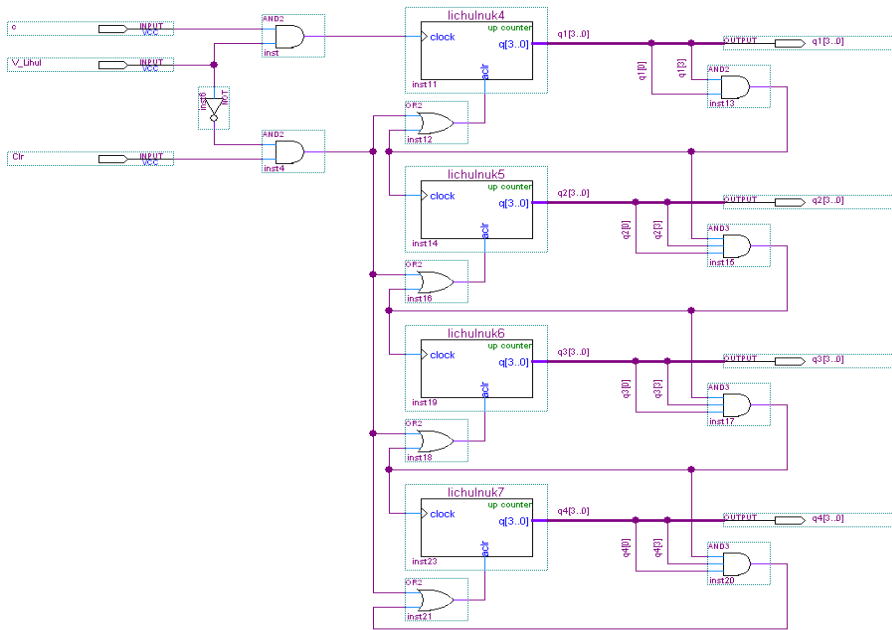 c INPUT VCC
V_Lihul INPUT VCC
Clr INPUT VCC
AND2
inst
NOT
inst6
AND2
inst4
lichulnuk4
up counter
clock
q[3..0]
aclr
inst11
q1[3..0]
OUTPUT q1[3..0]
q1[0]
q1[3]
AND2
inst13
OR2
inst12
lichulnuk5
up counter
clock
q[3..0]
aclr
inst14
q2[3..0]
OUTPUT q2[3..0]
q2[0]
q2[3]
AND3
inst15
OR2
inst16
lichulnuk6
up counter
clock
q[3..0]
aclr
inst19
q3[3..0]
OUTPUT q3[3..0]
q3[0]
q3[3]
AND3
inst17
OR2
inst18
lichulnuk7
up counter
clock
q[3..0]
aclr
inst23
q4[3..0]
OUTPUT q4[3..0]
q4[0]
q4[3]
AND3
inst20
OR2
inst21